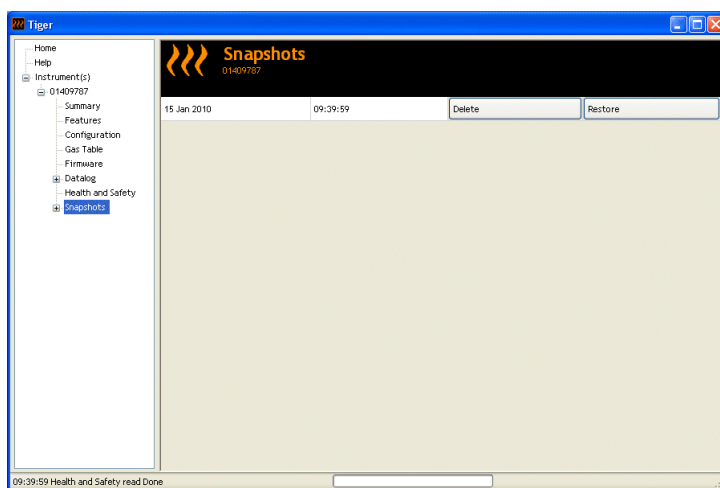 Tiger
Home
Help
Instrument(s)
01409787
Summary
Features
Configuration
Gas Table
Firmware
Datalog
Health and Safety
Snapshots
Snapshots
01409787
15 Jan 2010 09:39:59 Delete Restore
09:39:59 Health and Safety read Done